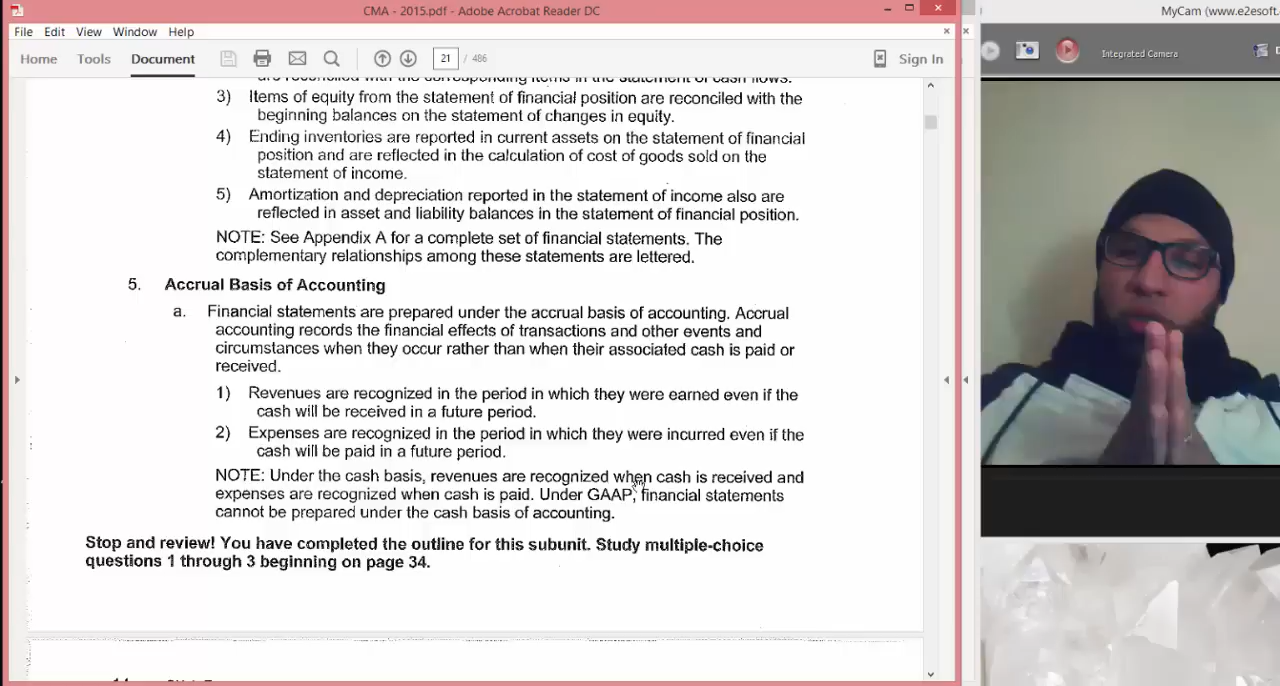 CMA - 2015.pdf - Adobe Acrobat Reader DC
MyCam (www.e2esoft.
File Edit View Window Help
Home Tools Document 21 / 486 Sign In
Integrated Camera
are reconciled with the corresponding items in the statement of cash flows.
3) Items of equity from the statement of financial position are reconciled with the
beginning balances on the statement of changes in equity.
4) Ending inventories are reported in current assets on the statement of financial
position and are reflected in the calculation of cost of goods sold on the
statement of income.
5) Amortization and depreciation reported in the statement of income also are
reflected in asset and liability balances in the statement of financial position.
NOTE: See Appendix A for a complete set of financial statements. The
complementary relationships among these statements are lettered.
5. Accrual Basis of Accounting
a. Financial statements are prepared under the accrual basis of accounting. Accrual
accounting records the financial effects of transactions and other events and
circumstances when they occur rather than when their associated cash is paid or
received.
1) Revenues are recognized in the period in which they were earned even if the
cash will be received in a future period.
2) Expenses are recognized in the period in which they were incurred even if the
cash will be paid in a future period.
NOTE: Under the cash basis, revenues are recognized when cash is received and
expenses are recognized when cash is paid. Under GAAP, financial statements
cannot be prepared under the cash basis of accounting.
Stop and review! You have completed the outline for this subunit. Study multiple-choice
questions 1 through 3 beginning on page 34.